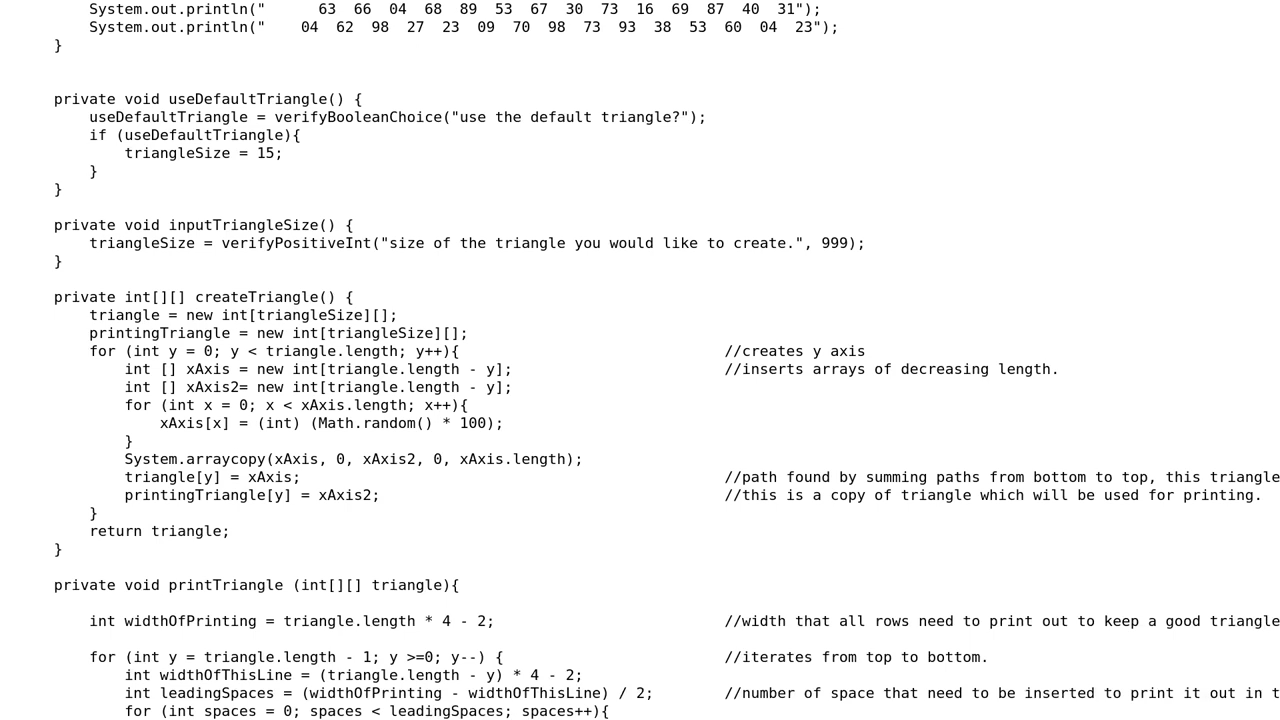 System.out.println("      63  66  04  68  89  53  67  30  73  16  69  87  40  31");
        System.out.println("    04  62  98  27  23  09  70  98  73  93  38  53  60  04  23");
    }
    private void useDefaultTriangle() {
        useDefaultTriangle = verifyBooleanChoice("use the default triangle?");
        if (useDefaultTriangle){
            triangleSize = 15;
        }
    }
    private void inputTriangleSize() {
        triangleSize = verifyPositiveInt("size of the triangle you would like to create.", 999);
    }
    private int[][] createTriangle() {
        triangle = new int[triangleSize][];
        printingTriangle = new int[triangleSize][];
        for (int y = 0; y < triangle.length; y++){                              //creates y axis
            int [] xAxis = new int[triangle.length - y];                        //inserts arrays of decreasing length.
            int [] xAxis2= new int[triangle.length - y];
            for (int x = 0; x < xAxis.length; x++){
                xAxis[x] = (int) (Math.random() * 100);
            }
            System.arraycopy(xAxis, 0, xAxis2, 0, xAxis.length);
            triangle[y] = xAxis;                                                //path found by summing paths from bottom to top, this triangle
            printingTriangle[y] = xAxis2;                                       //this is a copy of triangle which will be used for printing.
        }
        return triangle;
    }
    private void printTriangle (int[][] triangle){
        int widthOfPrinting = triangle.length * 4 - 2;                          //width that all rows need to print out to keep a good triangle
        for (int y = triangle.length - 1; y >=0; y--) {                         //iterates from top to bottom.
            int widthOfThisLine = (triangle.length - y) * 4 - 2;
            int leadingSpaces = (widthOfPrinting - widthOfThisLine) / 2;        //number of space that need to be inserted to print it out in t
            for (int spaces = 0; spaces < leadingSpaces; spaces++){